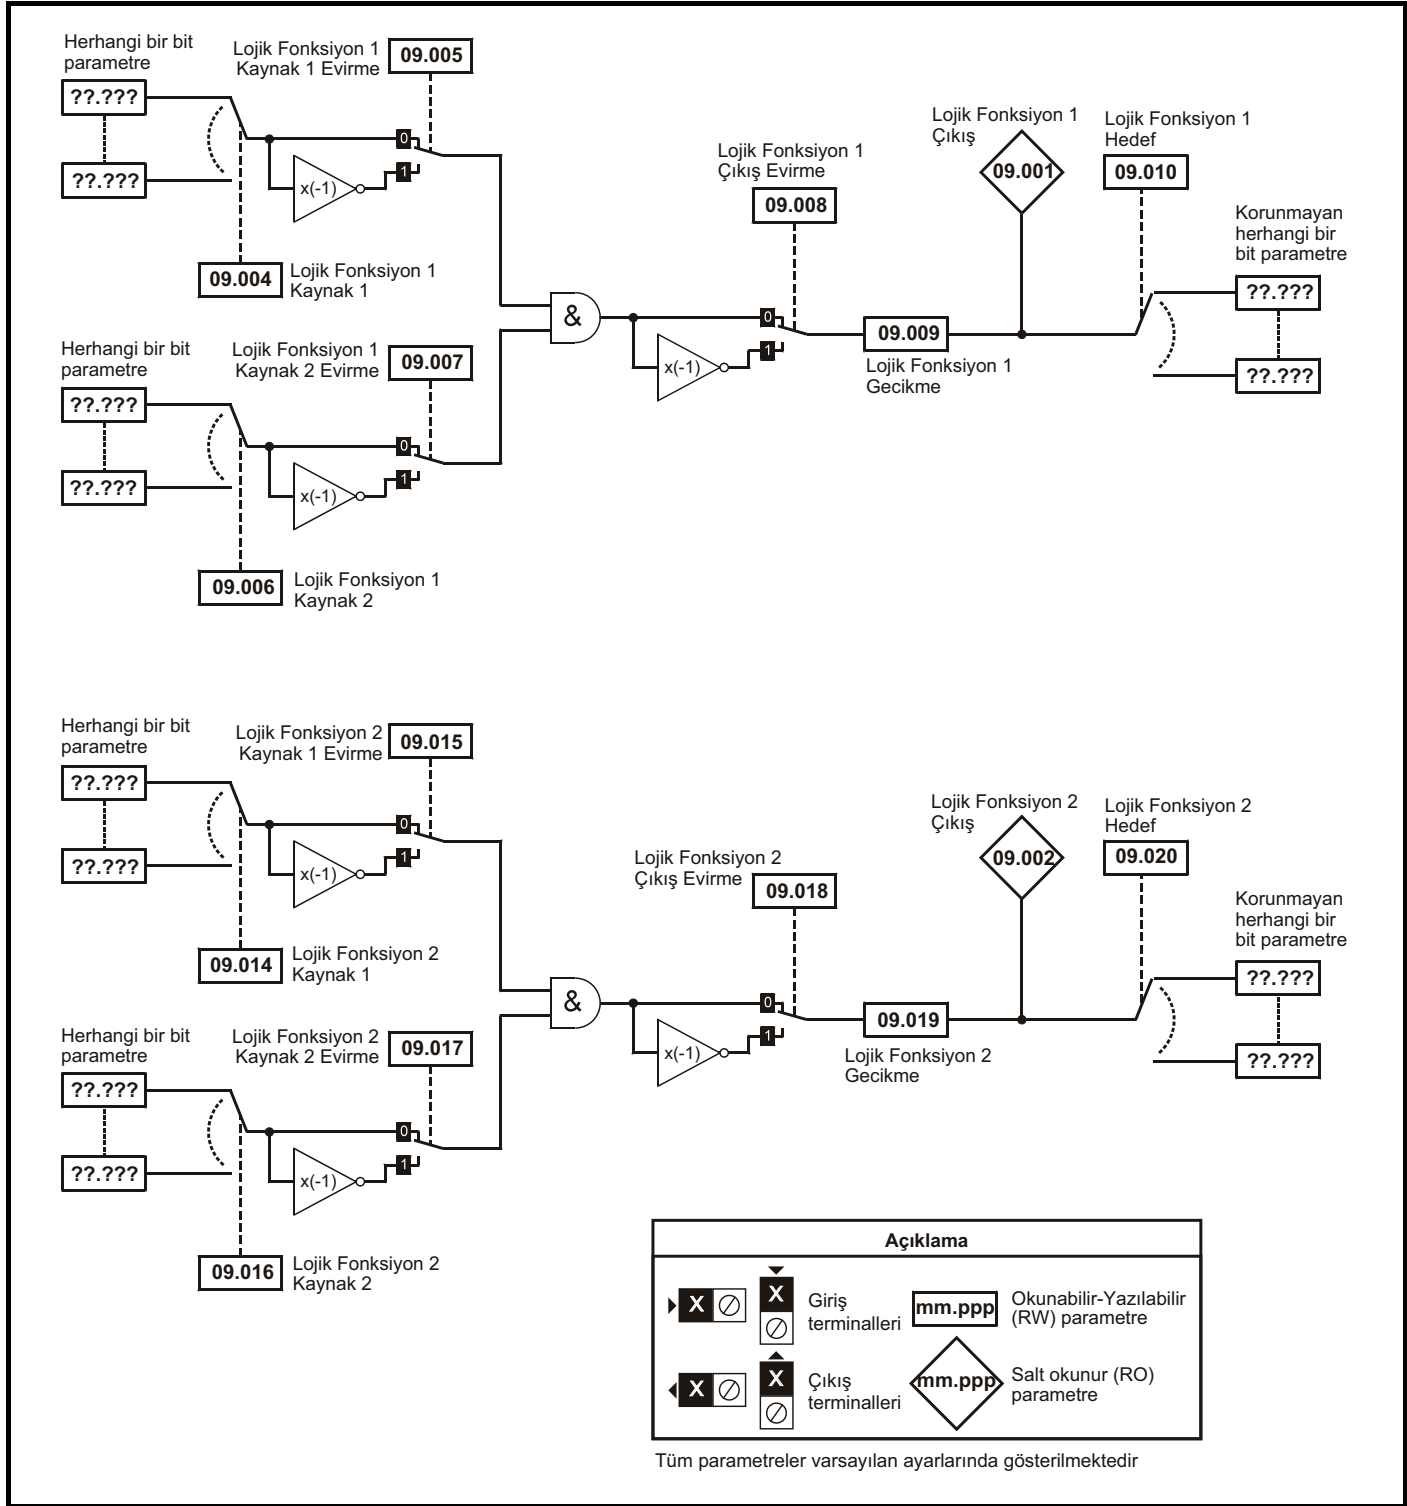 Herhangi bir bit
parametre
??.???
??.???
Lojik Fonksiyon 1
Kaynak 1 Evirme
09.005
0
1
x(-1)
09.004
Lojik Fonksiyon 1
Kaynak 1
Herhangi bir bit
parametre
??.???
??.???
Lojik Fonksiyon 1
Kaynak 2 Evirme
09.007
0
1
x(-1)
09.006
Lojik Fonksiyon 1
Kaynak 2
&
Lojik Fonksiyon 1
Çıkış Evirme
09.008
0
1
x(-1)
09.009
Lojik Fonksiyon 1
Gecikme
Lojik Fonksiyon 1
Çıkış
09.001
Lojik Fonksiyon 1
Hedef
09.010
Korunmayan
herhangi bir
bit parametre
??.???
??.???
Herhangi bir bit
parametre
??.???
??.???
Lojik Fonksiyon 2
Kaynak 1 Evirme
09.015
0
1
x(-1)
09.014
Lojik Fonksiyon 2
Kaynak 1
Herhangi bir bit
parametre
??.???
??.???
Lojik Fonksiyon 2
Kaynak 2 Evirme
09.017
0
1
x(-1)
09.016
Lojik Fonksiyon 2
Kaynak 2
&
Lojik Fonksiyon 2
Çıkış Evirme
09.018
0
1
x(-1)
09.019
Lojik Fonksiyon 2
Gecikme
Lojik Fonksiyon 2
Çıkış
09.002
Lojik Fonksiyon 2
Hedef
09.020
Korunmayan
herhangi bir
bit parametre
??.???
??.???
Açıklama
X
X
Giriş
terminalleri
mm.ppp
Okunabilir-Yazılabilir
(RW) parametre
X
X
Çıkış
terminalleri
mm.ppp
Salt okunur (RO)
parametre
Tüm parametreler varsayılan ayarlarında gösterilmektedir